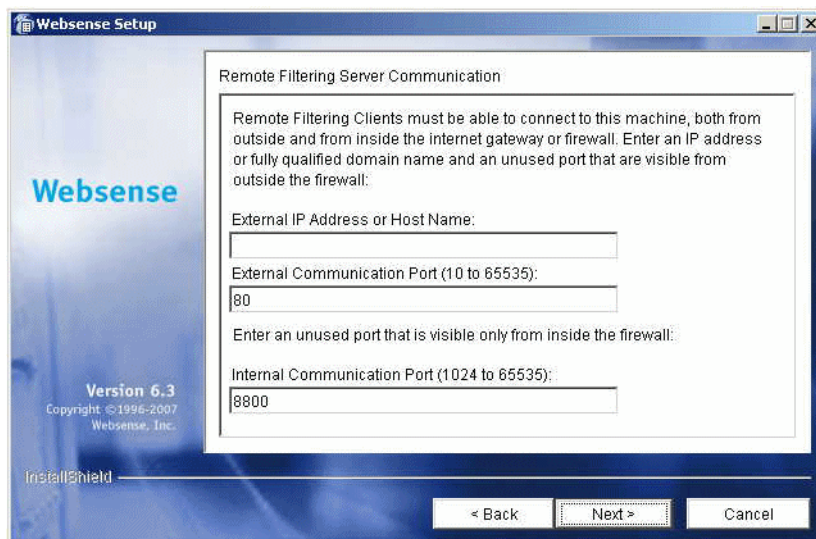 Websense Setup
Remote Filtering Server Communication
Remote Filtering Clients must be able to connect to this machine, both from
outside and from inside the internet gateway or firewall. Enter an IP address
or fully qualified domain name and an unused port that are visible from
outside the firewall:
Websense
External IP Address or Host Name:
External Communication Port (10 to 65535):
80
Enter an unused port that is visible only from inside the firewall:
Internal Communication Port (1024 to 65535):
8800
Version 6.3
Copyright ©1996-2007
Websense, Inc.
InstallShield
< Back
Next >
Cancel